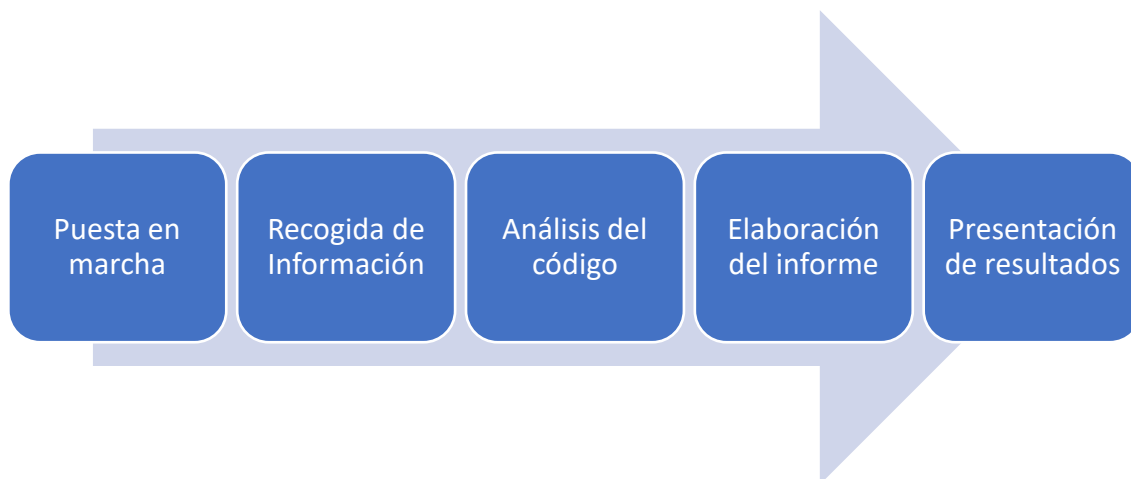 Puesta en
marcha
Recogida de
Información
Análisis del
código
Elaboración
del informe
Presentación
de resultados